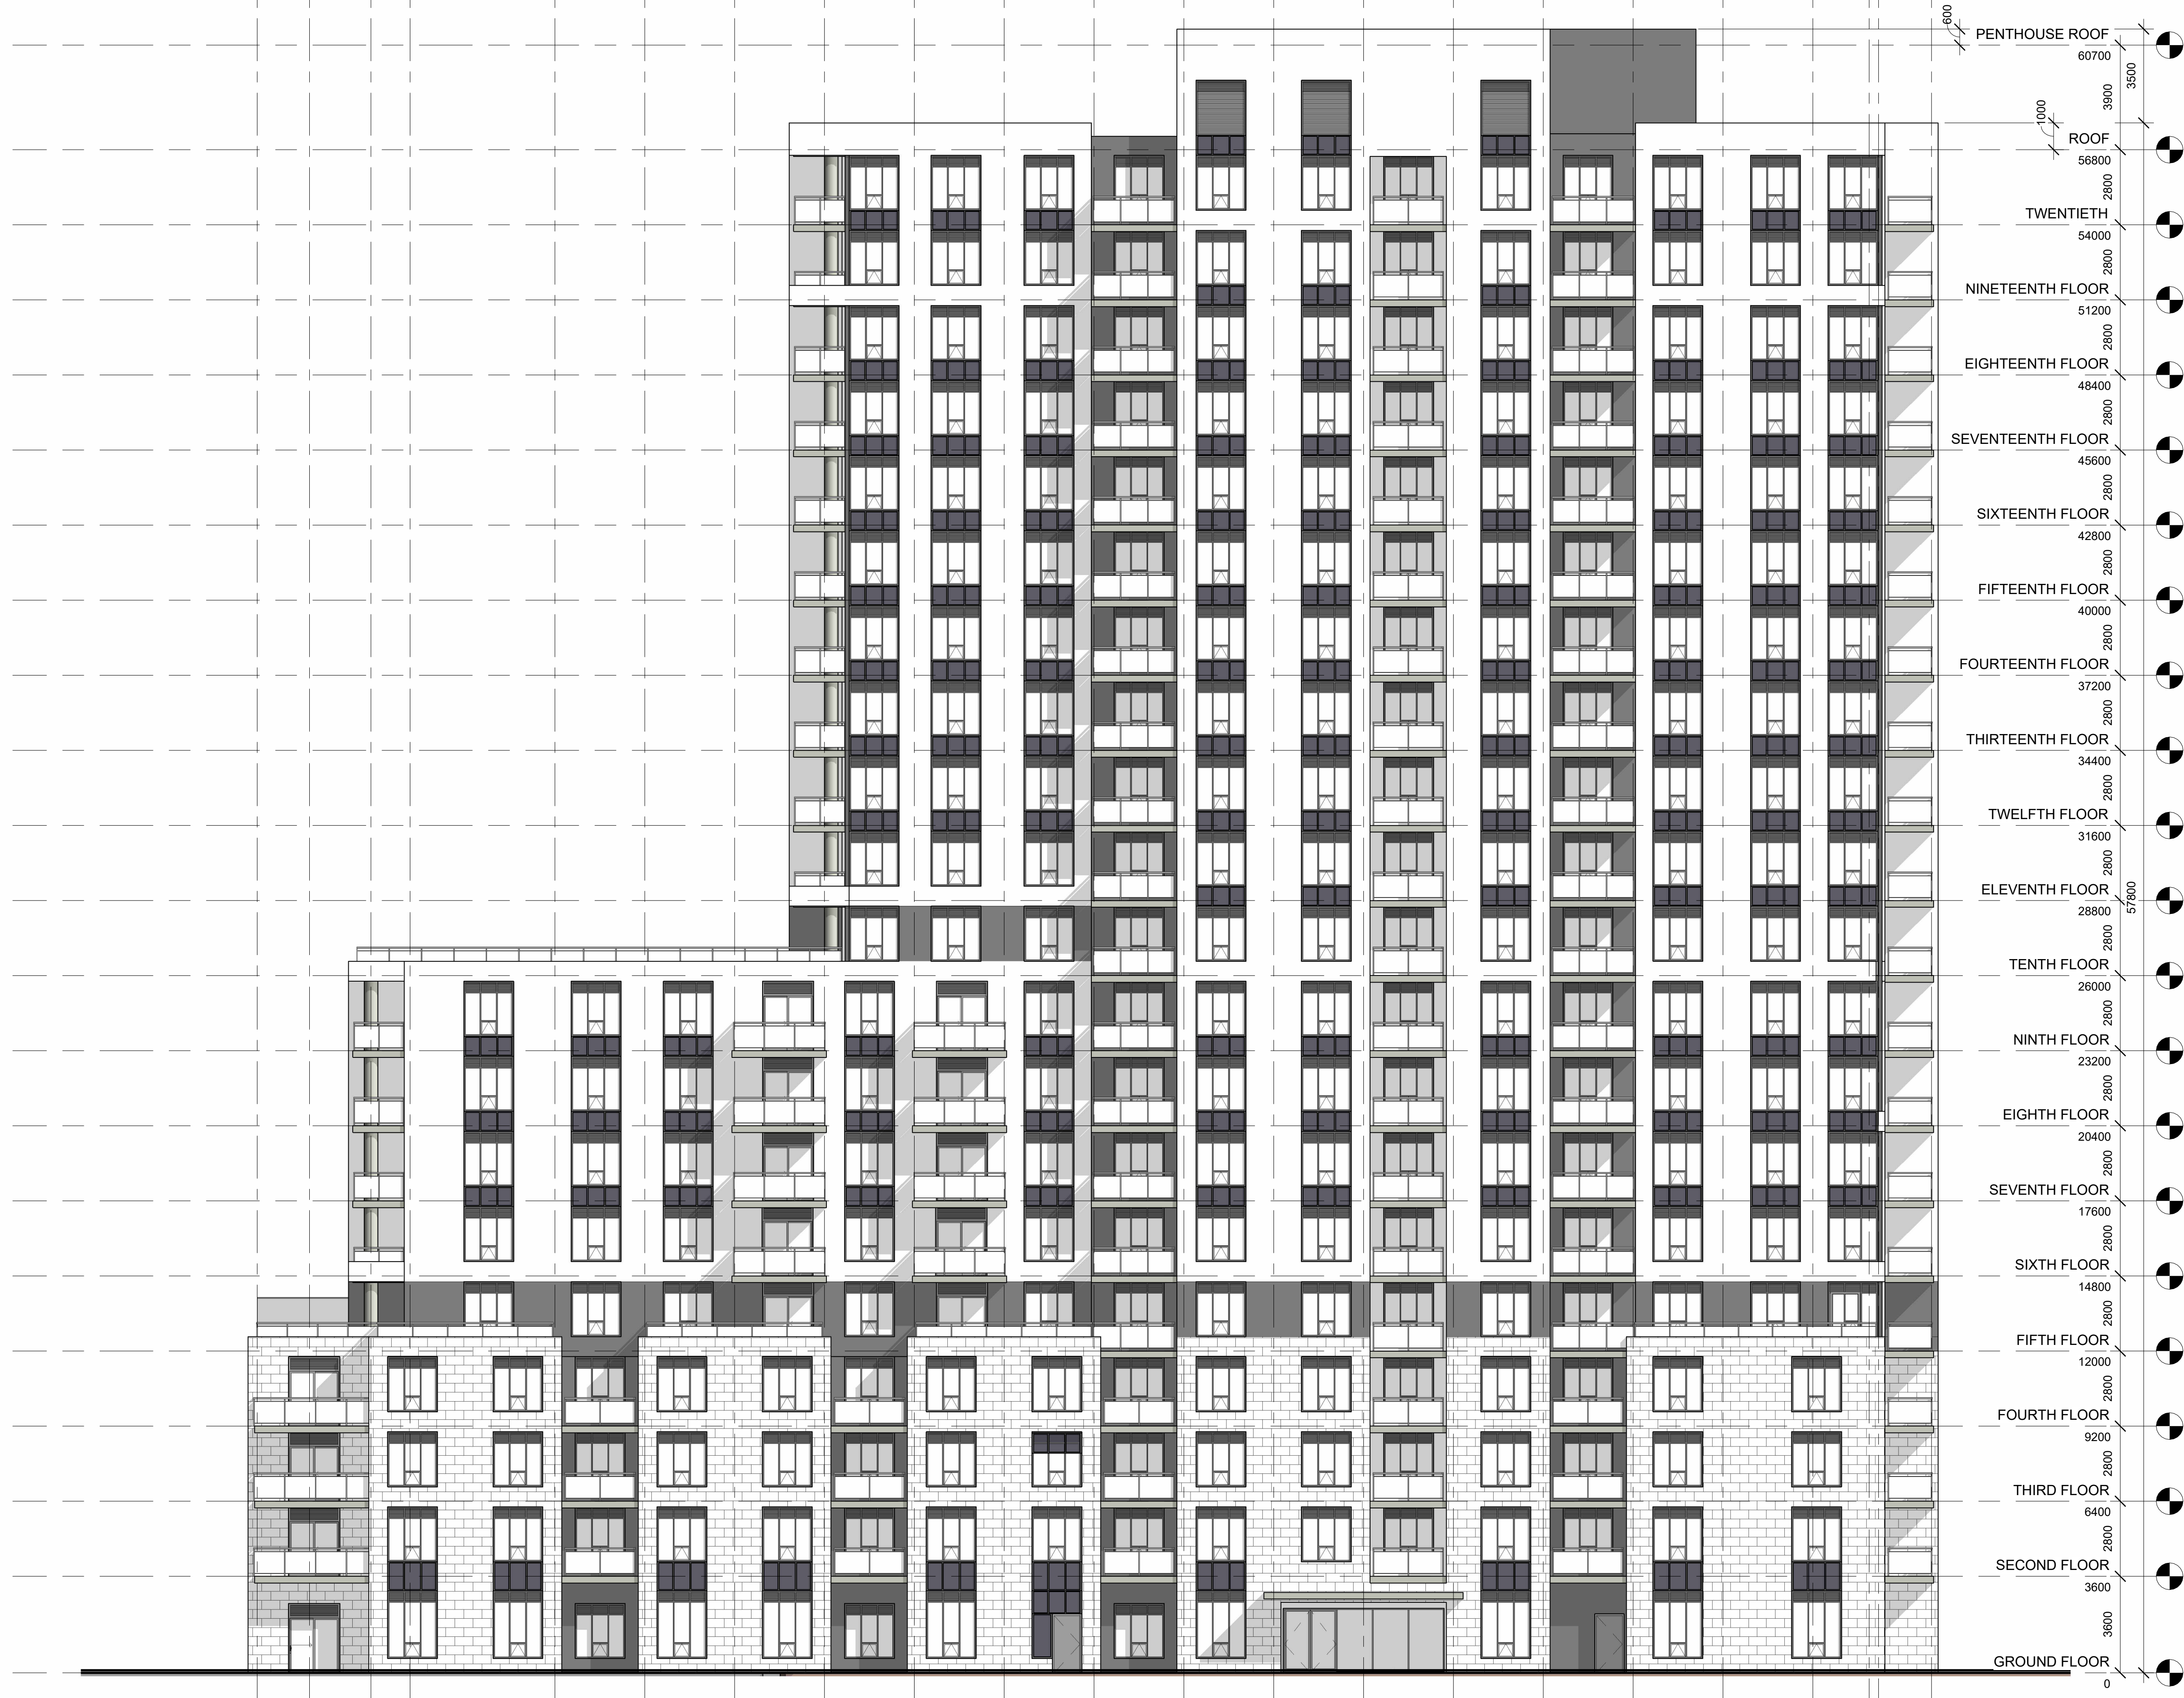 600
PENTHOUSE ROOF
60700
3500
3900
1000
ROOF
56800
2800
TWENTIETH
54000
2800
NINETEENTH FLOOR
51200
2800
EIGHTEENTH FLOOR
48400
2800
SEVENTEENTH FLOOR
45600
2800
SIXTEENTH FLOOR
42800
2800
FIFTEENTH FLOOR
40000
2800
FOURTEENTH FLOOR
37200
2800
THIRTEENTH FLOOR
34400
2800
TWELFTH FLOOR
31600
2800
ELEVENTH FLOOR
28800
57800
2800
TENTH FLOOR
26000
2800
NINTH FLOOR
23200
2800
EIGHTH FLOOR
20400
2800
SEVENTH FLOOR
17600
2800
SIXTH FLOOR
14800
2800
FIFTH FLOOR
12000
2800
FOURTH FLOOR
9200
2800
THIRD FLOOR
6400
2800
SECOND FLOOR
3600
3600
GROUND FLOOR
0